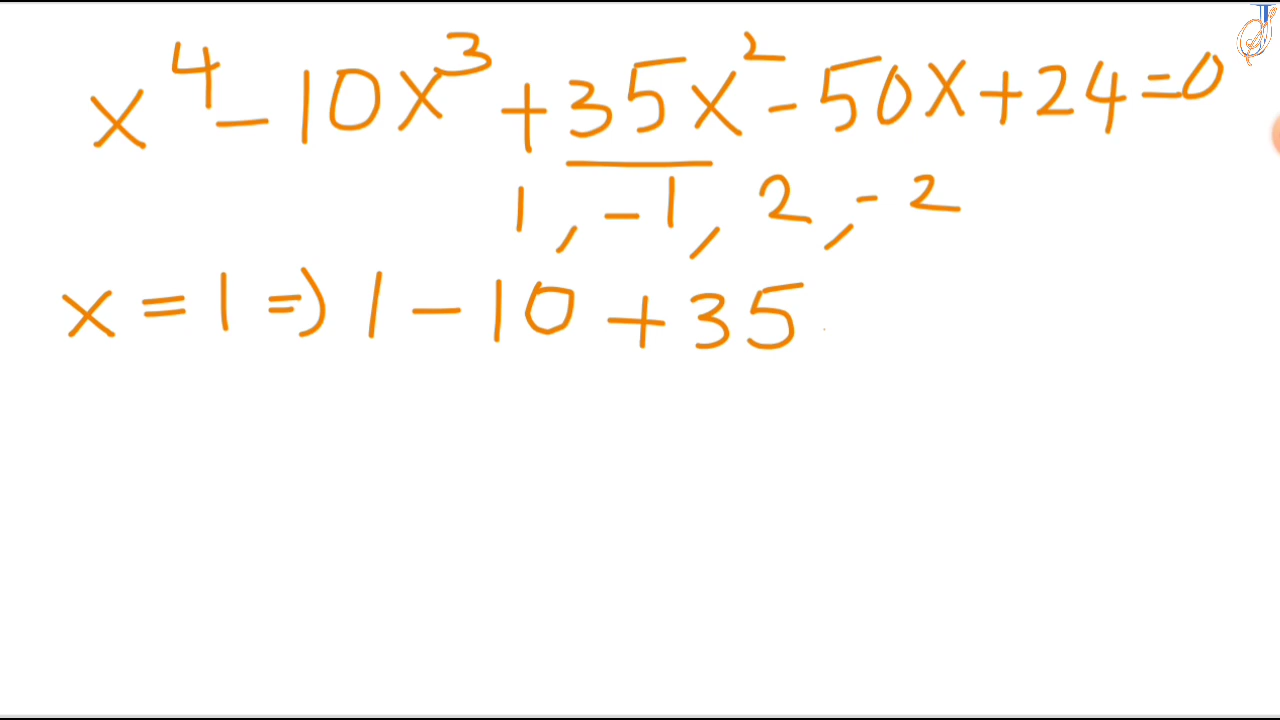 x⁴ - 10x³ + 35x² - 50x + 24 = 0
1, -1, 2, -2
x = 1 ⇒ 1 - 10 + 35